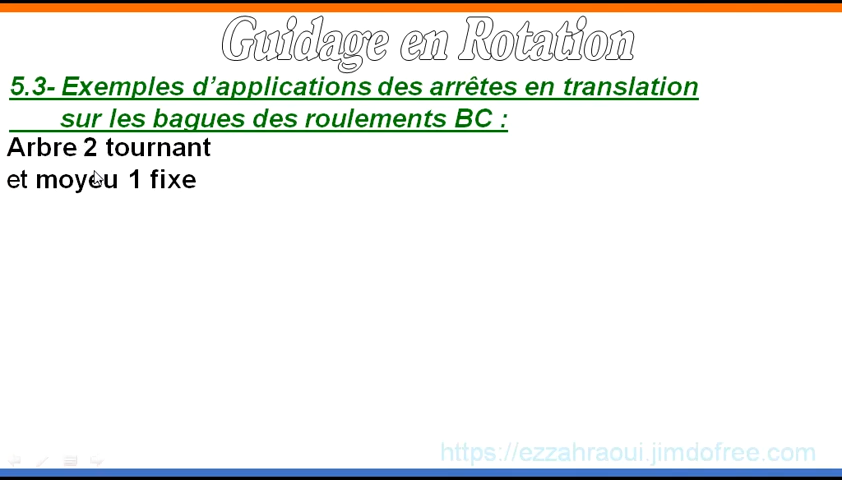 Guidage en Rotation
5.3- Exemples d’applications des arrêtes en translation
sur les bagues des roulements BC :
Arbre 2 tournant
et moyeu 1 fixe
https://ezzahraoui.jimdofree.com